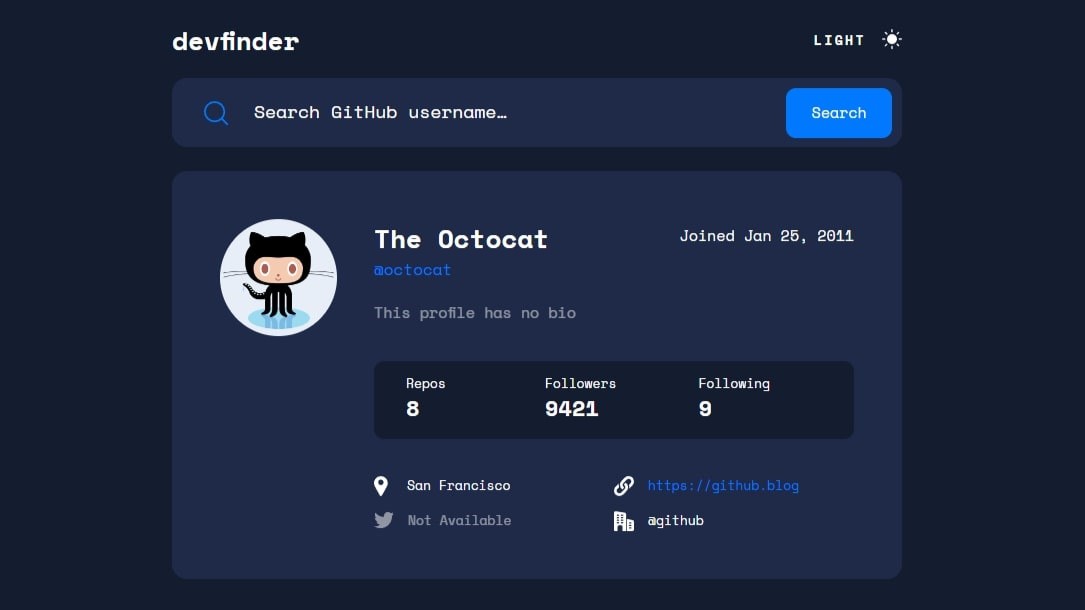 devfinder
LIGHT
Search GitHub username…
Search
The Octocat
Joined Jan 25, 2011
@octocat
This profile has no bio
Repos Followers Following
8 9421 9
San Francisco
https://github.blog
Not Available
@github